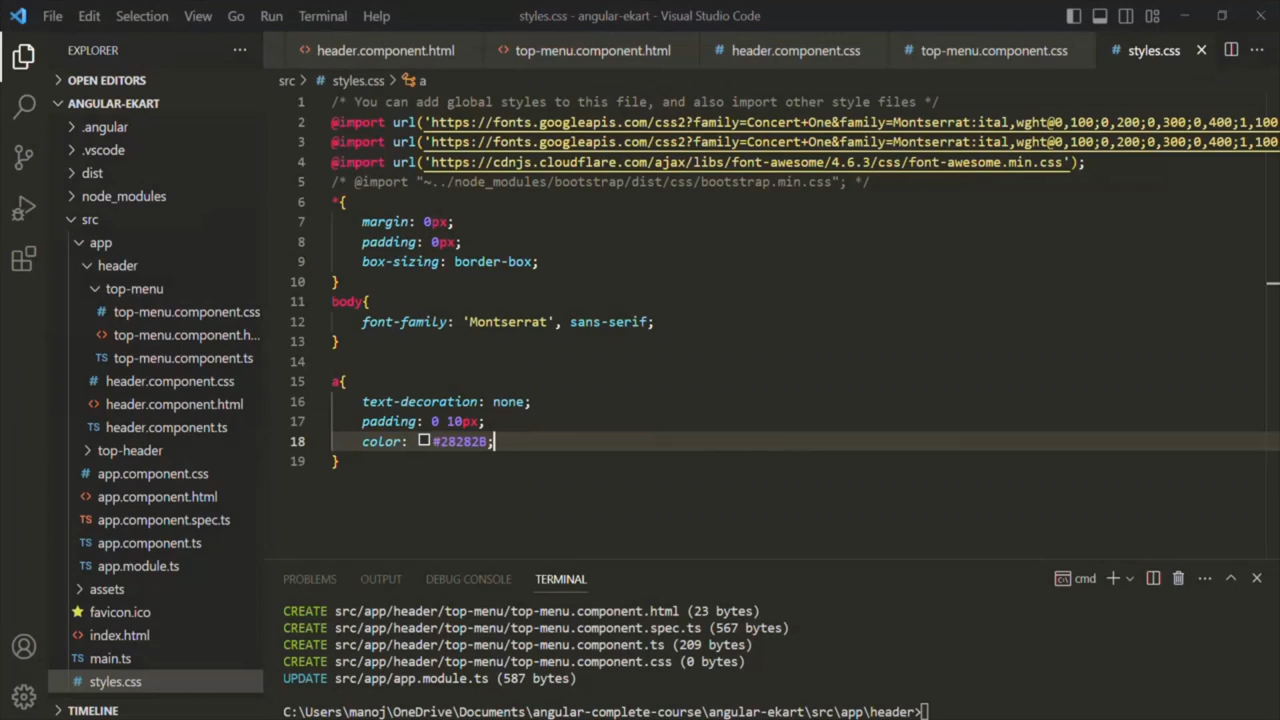 File Edit Selection View Go Run Terminal Help
styles.css - angular-ekart - Visual Studio Code
EXPLORER
OPEN EDITORS
ANGULAR-EKART
.angular
.vscode
dist
node_modules
src
app
header
top-menu
top-menu.component.css
top-menu.component.h...
TS top-menu.component.ts
header.component.css
header.component.html
TS header.component.ts
top-header
app.component.css
app.component.html
TS app.component.spec.ts
TS app.component.ts
TS app.module.ts
assets
favicon.ico
index.html
TS main.ts
# styles.css
TIMELINE
header.component.html top-menu.component.html # header.component.css # top-menu.component.css # styles.css
src > # styles.css > a
1 /* You can add global styles to this file, and also import other style files */
2 @import url('https://fonts.googleapis.com/css2?family=Concert+One&family=Montserrat:ital,wght@0,100;0,200;0,300;0,400;1,100
3 @import url('https://fonts.googleapis.com/css2?family=Concert+One&family=Montserrat:ital,wght@0,100;0,200;0,300;0,400;1,100
4 @import url('https://cdnjs.cloudflare.com/ajax/libs/font-awesome/4.6.3/css/font-awesome.min.css');
5 /* @import "~../node_modules/bootstrap/dist/css/bootstrap.min.css"; */
6 *{
7 margin: 0px;
8 padding: 0px;
9 box-sizing: border-box;
10 }
11 body{
12 font-family: 'Montserrat', sans-serif;
13 }
14
15 a{
16 text-decoration: none;
17 padding: 0 10px;
18 color: #28282B;
19 }
PROBLEMS OUTPUT DEBUG CONSOLE TERMINAL
cmd
CREATE src/app/header/top-menu/top-menu.component.html (23 bytes)
CREATE src/app/header/top-menu/top-menu.component.spec.ts (567 bytes)
CREATE src/app/header/top-menu/top-menu.component.ts (209 bytes)
CREATE src/app/header/top-menu/top-menu.component.css (0 bytes)
UPDATE src/app/app.module.ts (587 bytes)
C:\Users\manoj\OneDrive\Documents\angular-complete-course\angular-ekart\src\app\header>